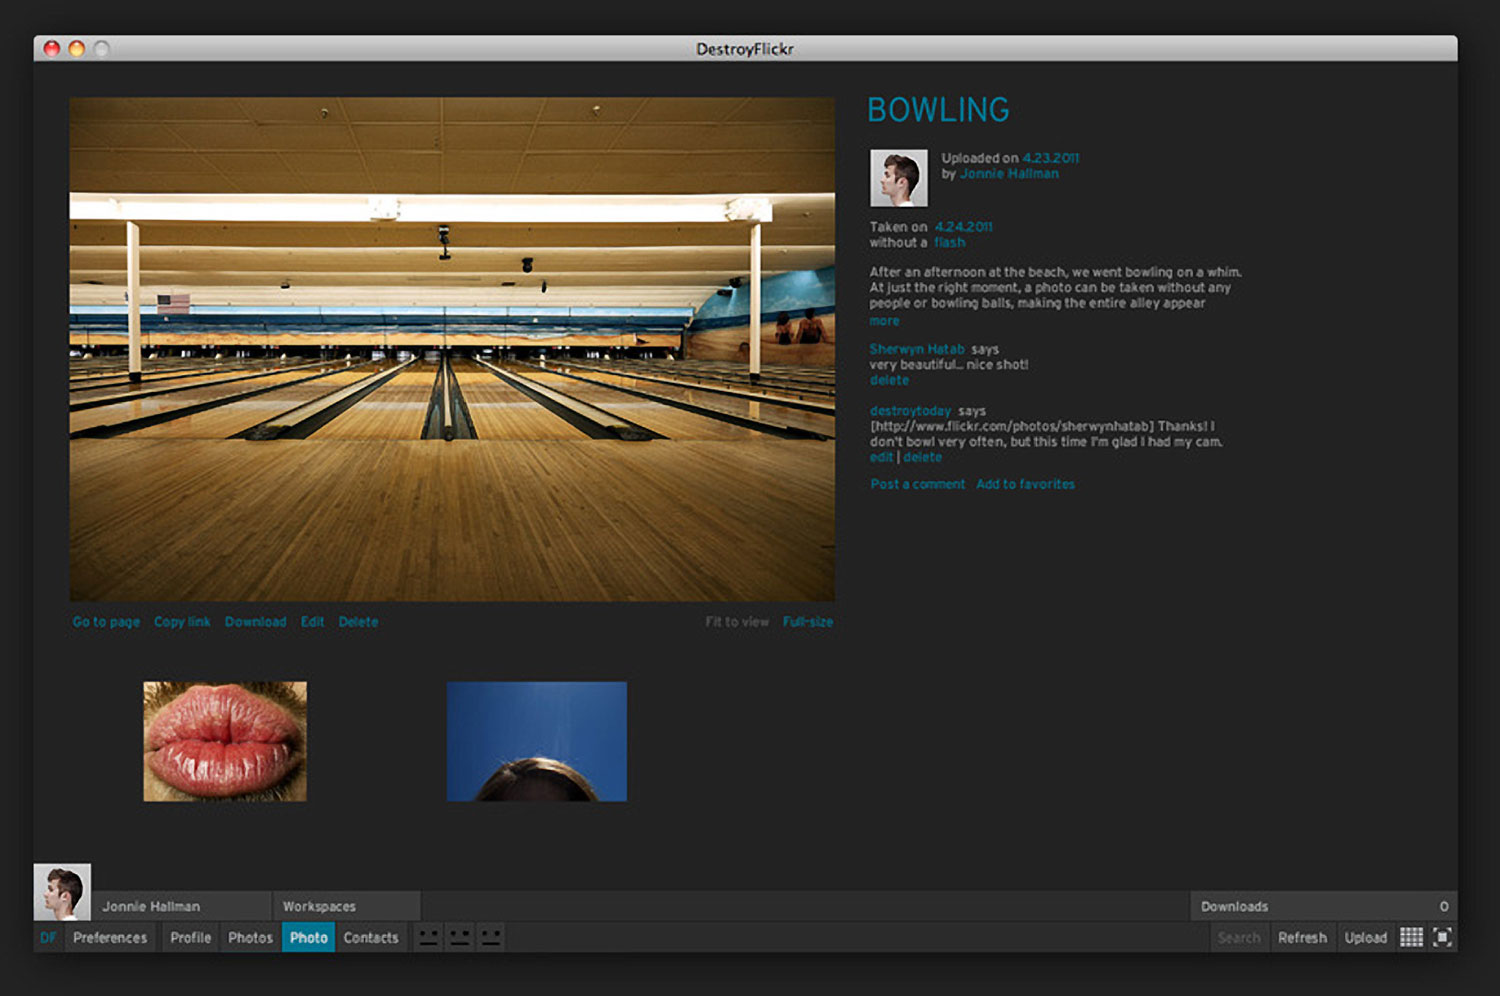 DestroyFlickr
BOWLING
Uploaded on 4.23.2011
by Jonnie Hallman
Taken on 4.24.2011
without a flash
After an afternoon at the beach, we went bowling on a whim.
At just the right moment, a photo can be taken without any
people or bowling balls, making the entire alley appear
more
Sherwyn Hatab says
very beautiful... nice shot!
delete
destroytoday says
[http://www.flickr.com/photos/sherwynhatab] Thanks! I
don't bowl very often, but this time I'm glad I had my cam.
edit | delete
Post a comment Add to favorites
Go to page Copy link Download Edit Delete
Fit to view Full-size
Jonnie Hallman Workspaces
Downloads 0
DF Preferences Profile Photos Photo Contacts
Search Refresh Upload